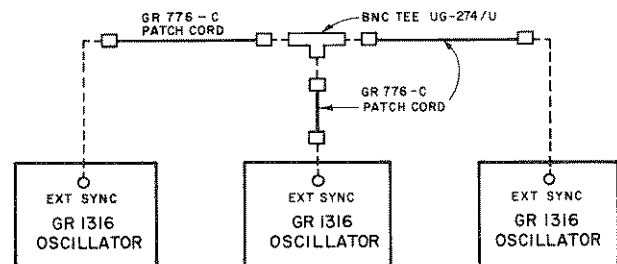 GR 776-C
PATCH CORD
BNC TEE UG-274/U
GR 776-C
PATCH CORD
EXT SYNC
GR 1316
OSCILLATOR
EXT SYNC
GR 1316
OSCILLATOR
EXT SYNC
GR 1316
OSCILLATOR